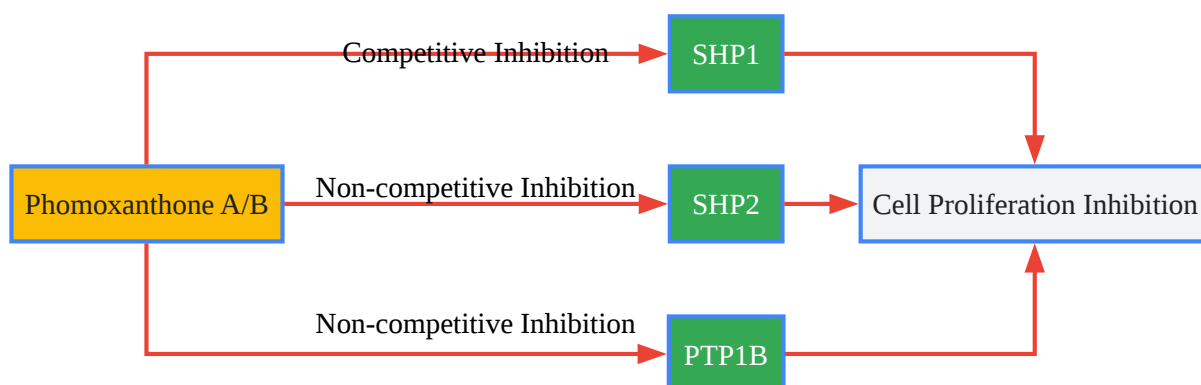 Competitive Inhibition
SHP1
Phomoxanthone A/B
Non-competitive Inhibition
SHP2
Cell Proliferation Inhibition
Non-competitive Inhibition
PTP1B